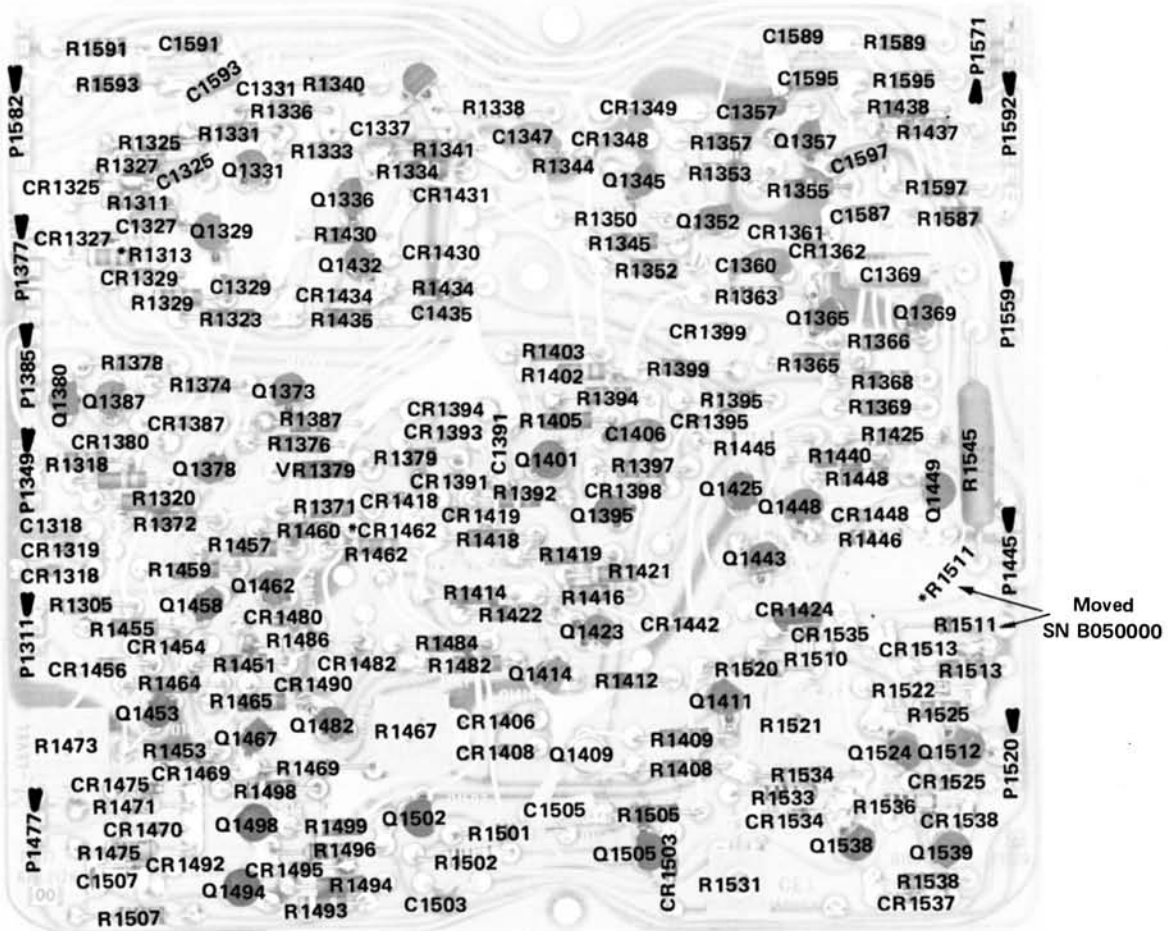 R1591 C1591 C1589 R1589 P1571
R1593 C1593 C1331 R1340 C1595 R1595 P1592
P1582 R1336 R1338 CR1349 C1357 R1438
R1325 R1331 C1337 C1347 CR1348 R1357 Q1357 R1437
R1327 C1325 Q1331 R1333 R1341 R1344 R1353 C1597
CR1325 R1334 Q1345 R1355 R1597
R1311 Q1336 CR1431 R1350 Q1352 C1587 R1587
P1377 CR1327 C1327 Q1329 R1430 R1345 CR1361
*R1313 Q1432 CR1430 R1352 C1360 CR1362 C1369 P1559
CR1329 C1329 CR1434 R1434 R1363
R1329 R1323 R1435 C1435 CR1399 Q1365 Q1369
P1385 R1378 R1403 R1399 R1365 R1366
Q1380 Q1387 R1374 Q1373 R1402 R1394 R1395 R1368
CR1387 R1387 CR1394 R1405 CR1395 R1369
P1349 CR1380 R1376 CR1393 C1391 C1406 R1445 R1425 R1545
R1318 Q1378 VR1379 R1379 Q1401 R1397 R1440
R1320 R1371 CR1391 R1392 CR1398 Q1425 R1448 Q1449
C1318 R1372 CR1418 CR1419 Q1395 Q1448 CR1448
CR1319 R1457 R1460 *CR1462 R1418 R1419 R1446 P1445
CR1318 R1459 R1462 R1421 Q1443
P1311 R1305 Q1458 Q1462 R1414 R1416 CR1424 *R1511
R1455 CR1480 R1422 Q1423 CR1442 CR1535 R1511 Moved
CR1454 R1486 R1484 CR1513 SN B050000
CR1456 R1451 CR1482 R1482 Q1414 R1412 R1520 R1510 R1513
R1464 R1465 CR1490 Q1411 R1522
Q1453 Q1467 Q1482 R1467 CR1406 R1409 R1521 R1525
R1473 R1453 CR1408 Q1409 R1408 Q1524 Q1512 P1520
CR1475 CR1469 R1469 R1498 R1534 CR1525
P1477 R1471 C1505 R1533 R1536
CR1470 Q1498 R1499 Q1502 R1501 R1505 CR1534 CR1538
R1475 CR1492 R1496 R1502 Q1505 CR1503 Q1538 Q1539
C1507 Q1494 CR1495 R1494 C1503 R1531 R1538
R1507 R1493 CR1537